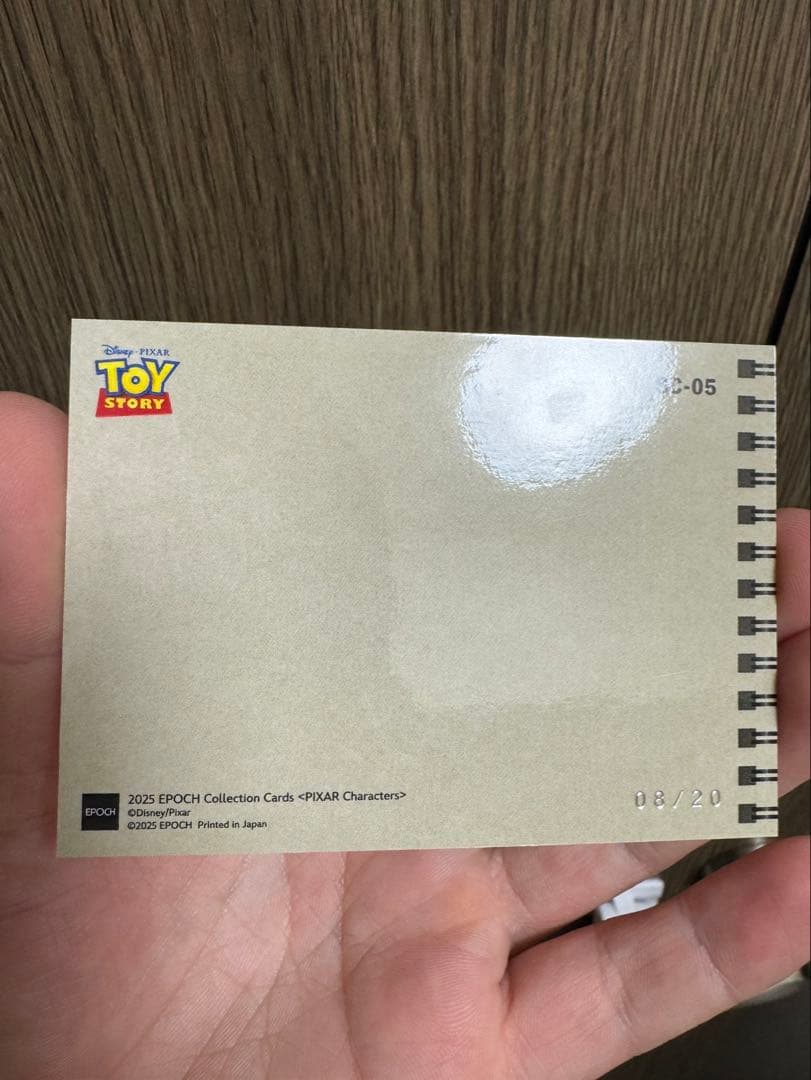 Disney · PIXAR
TOY
STORY
C-05
EPOCH
2025 EPOCH Collection Cards <PIXAR Characters>
©Disney/Pixar
©2025 EPOCH Printed in Japan
08/20